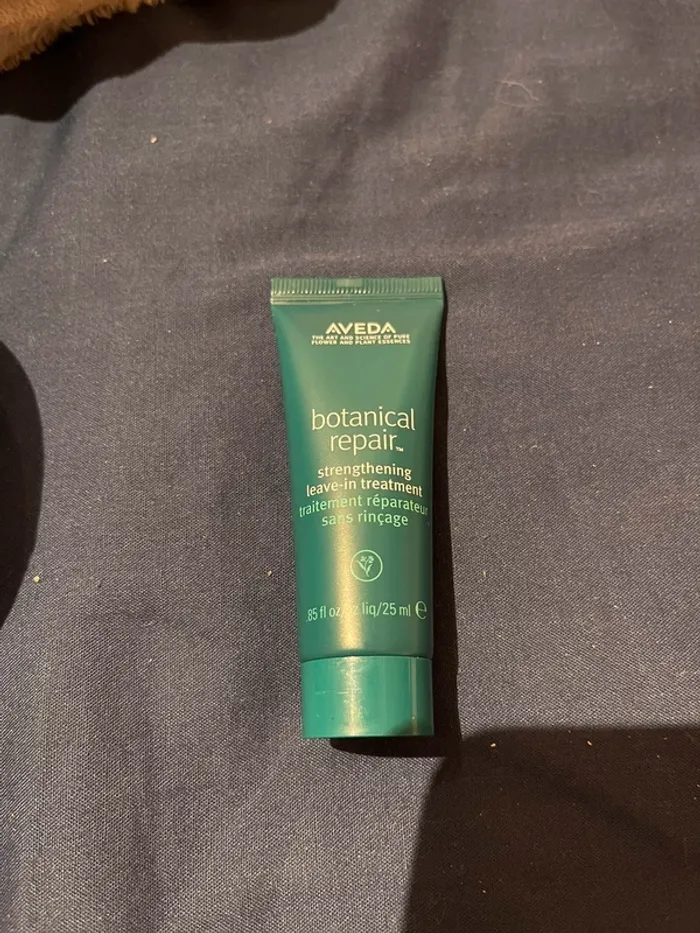 AVEDA
THE ART AND SCIENCE OF PURE
FLOWER AND PLANT ESSENCES
botanical
repair™
strengthening
leave-in treatment
traitement réparateur
sans rinçage
.85 fl oz/oz liq/25 ml ℮